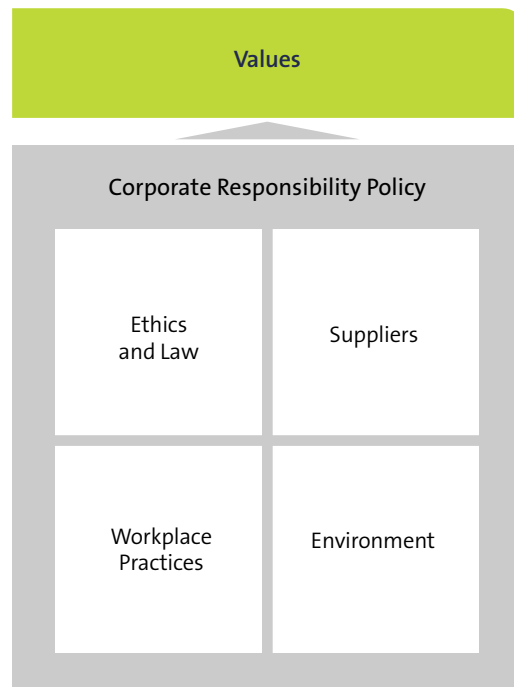 Values
Corporate Responsibility Policy
Ethics
and Law
Suppliers
Workplace
Practices
Environment